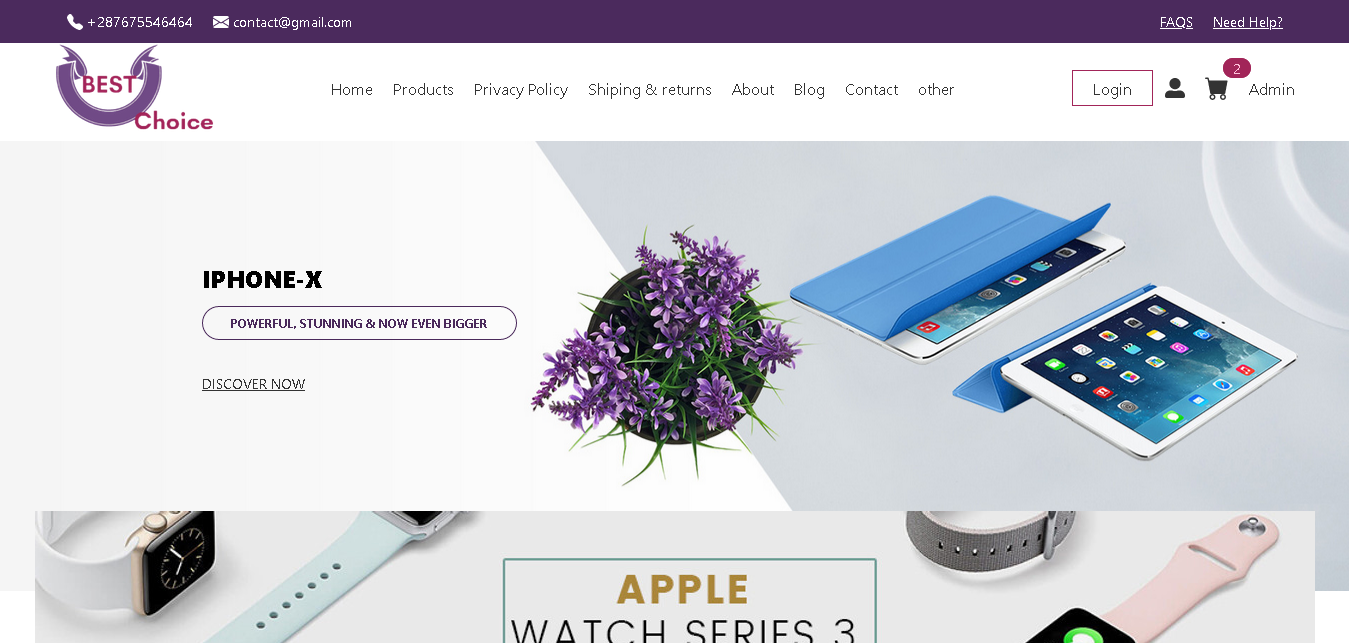 +287675546464 contact@gmail.com FAQS Need Help?
BEST
Choice
Home Products Privacy Policy Shiping & returns About Blog Contact other Login 2 Admin
IPHONE-X
POWERFUL, STUNNING & NOW EVEN BIGGER
DISCOVER NOW
APPLE
WATCH SERIES 3